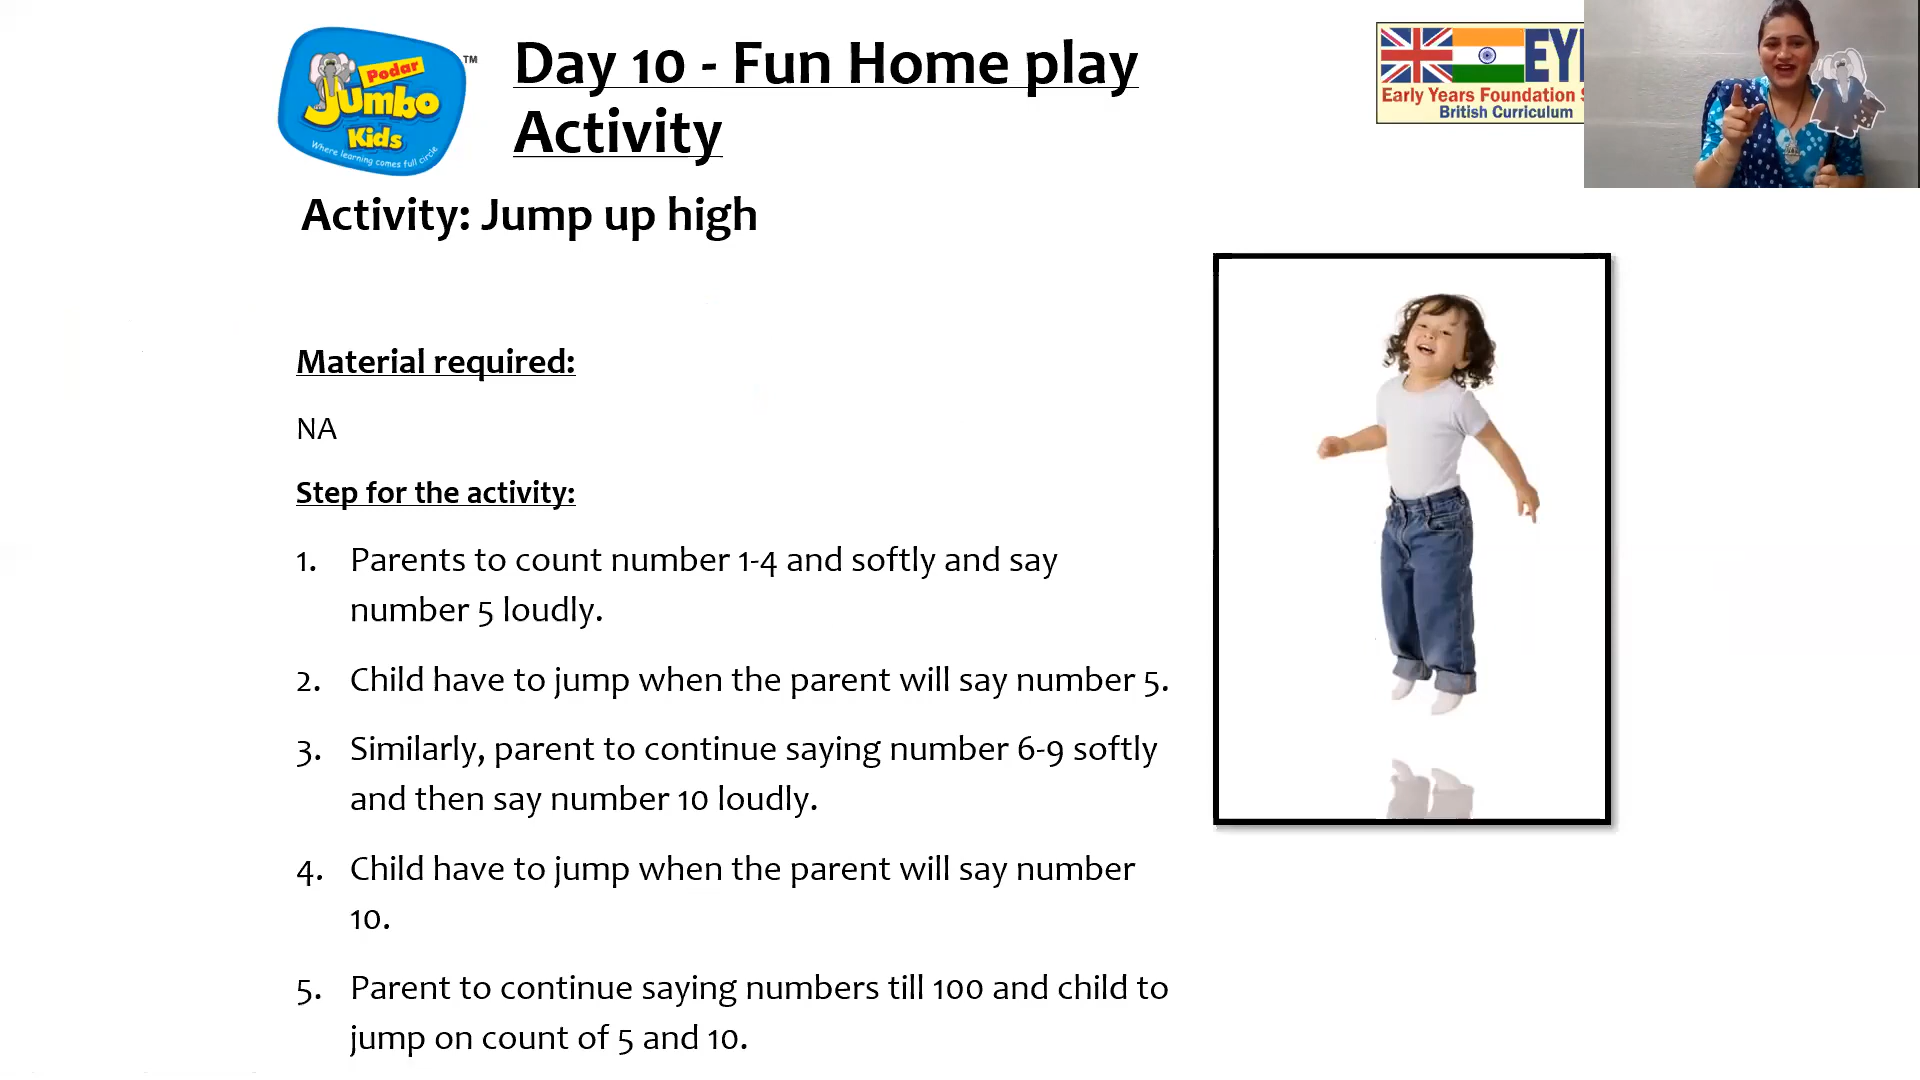 Podar
Jumbo
Kids
Where learning comes full circle
TM
Day 10 - Fun Home play
Activity
EY
Early Years Foundation
British Curriculum
Activity: Jump up high
Material required:
NA
Step for the activity:
1. Parents to count number 1-4 and softly and say
number 5 loudly.
2. Child have to jump when the parent will say number 5.
3. Similarly, parent to continue saying number 6-9 softly
and then say number 10 loudly.
4. Child have to jump when the parent will say number
10.
5. Parent to continue saying numbers till 100 and child to
jump on count of 5 and 10.